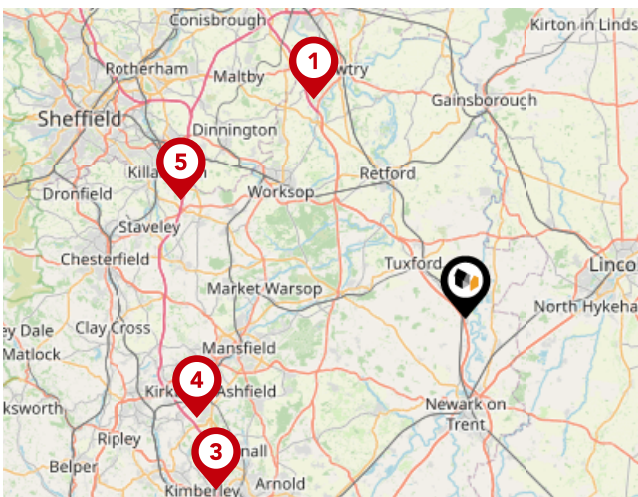 Conisbrough
Kirton in Linds
1
wtry
Rotherham
Maltby
Gainsborough
Sheffield
Dinnington
5
Killa
n
Retford
Dronfield
Worksop
Staveley
Chesterfield
Tuxford
Linco
Market Warsop
North Hykeha
ey Dale
Clay Cross
Matlock
Mansfield
4
Kirk
Ashfield
ksworth
Newark on
Trent
Ripley
3
nall
Belper
Arnold
Kimberley